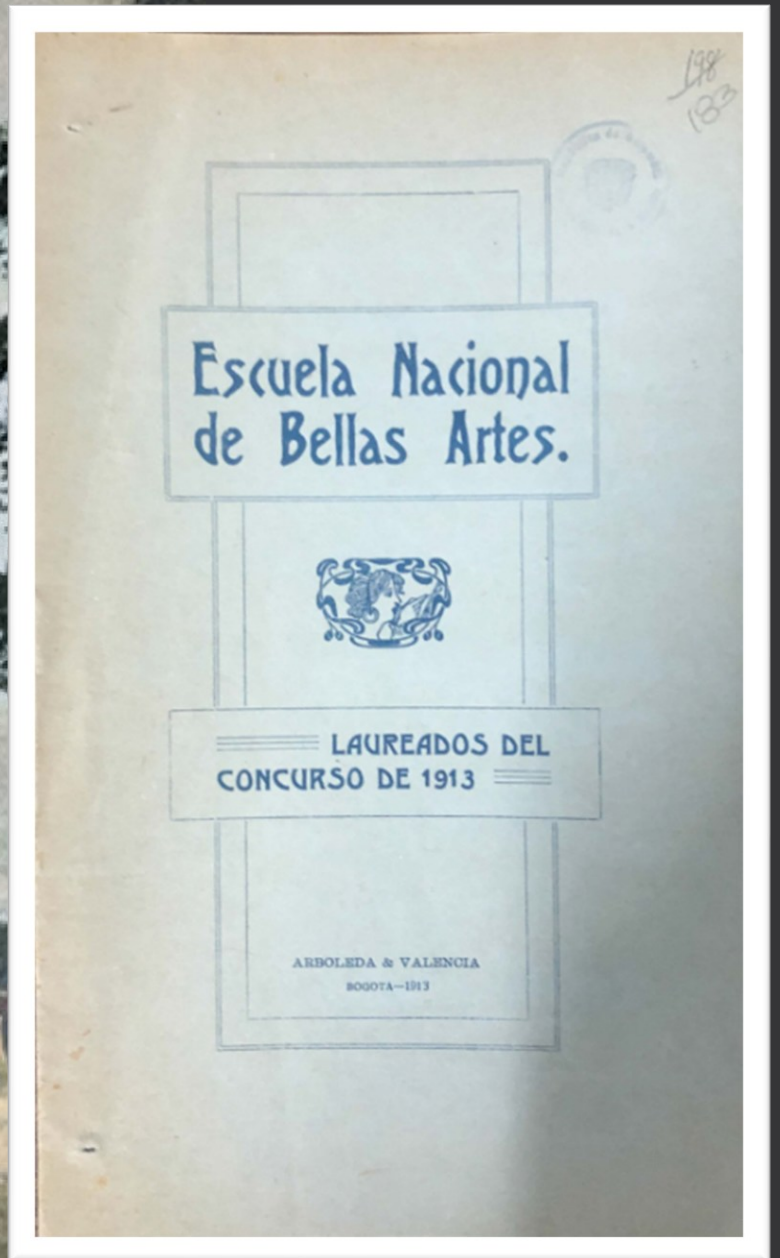 198
183
Escuela Nacional
de Bellas Artes.
LAUREADOS DEL
CONCURSO DE 1913
ARBOLEDA & VALENCIA
BOGOTA—1913